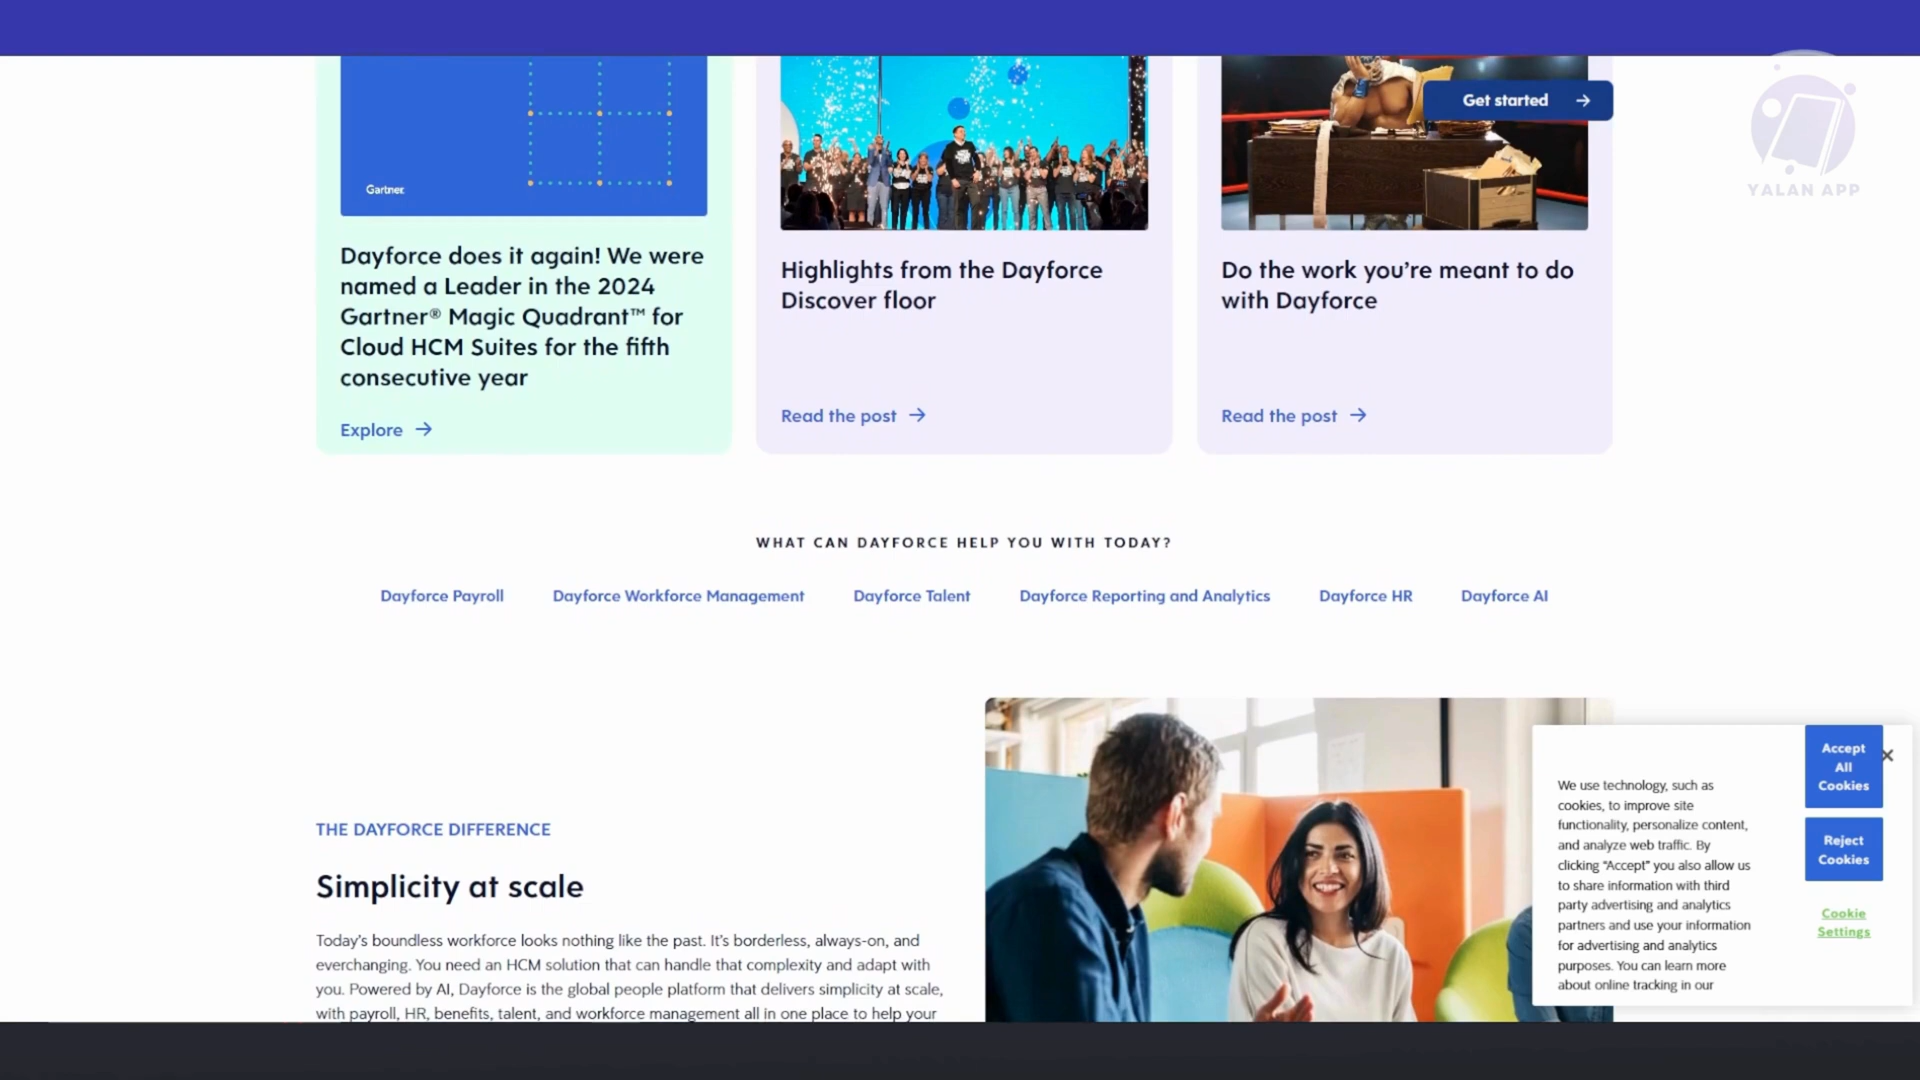 Get started
YALAN APP
Gartner
Dayforce does it again! We were
named a Leader in the 2024
Gartner® Magic Quadrant™ for
Cloud HCM Suites for the fifth
consecutive year
Explore
Highlights from the Dayforce
Discover floor
Read the post
Do the work you’re meant to do
with Dayforce
Read the post
WHAT CAN DAYFORCE HELP YOU WITH TODAY?
Dayforce Payroll
Dayforce Workforce Management
Dayforce Talent
Dayforce Reporting and Analytics
Dayforce HR
Dayforce AI
THE DAYFORCE DIFFERENCE
Simplicity at scale
Today’s boundless workforce looks nothing like the past. It’s borderless, always-on, and
everchanging. You need an HCM solution that can handle that complexity and adapt with
you. Powered by AI, Dayforce is the global people platform that delivers simplicity at scale,
with payroll, HR, benefits, talent, and workforce management all in one place to help your
We use technology, such as
cookies, to improve site
functionality, personalize content,
and analyze web traffic. By
clicking “Accept” you also allow us
to share information with third
party advertising and analytics
partners and use your information
for advertising and analytics
purposes. You can learn more
about online tracking in our
Accept
All
Cookies
Reject
Cookies
Cookie
Settings